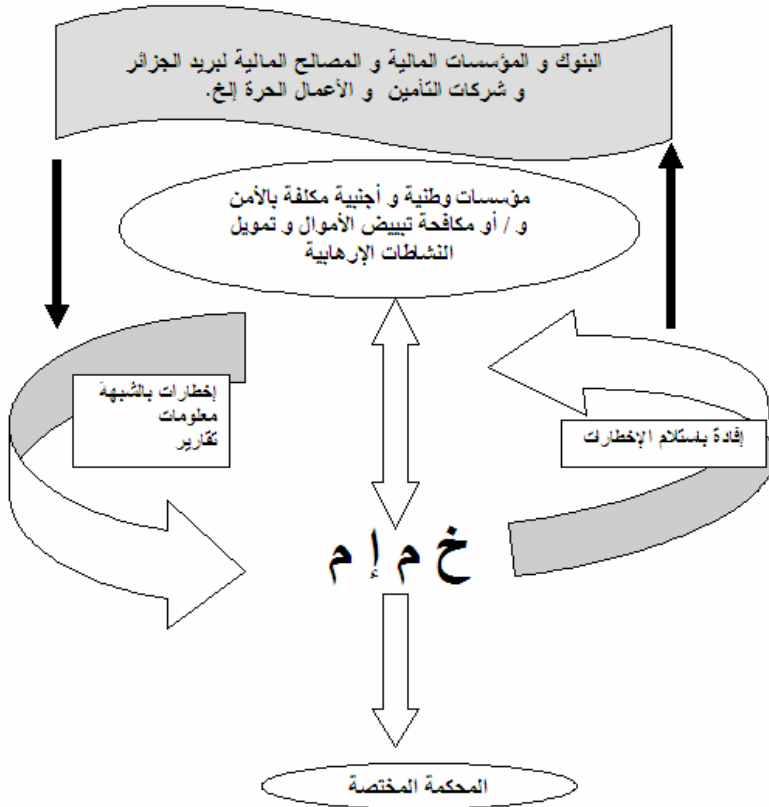 البنوك و المؤسسات المالية و المصالح المالية لبريد الجزائر
و شركات التأمين و الأعمال الحرة إلخ.
مؤسسات وطنية و أجنبية مكلفة بالأمن
و / أو مكافحة تبييض الأموال و تمويل
النشاطات الإرهابية
إخطارات بالشبهة
معلومات
تقارير
إفادة باستلام الإخطارات
خ م إ م
المحكمة المختصة